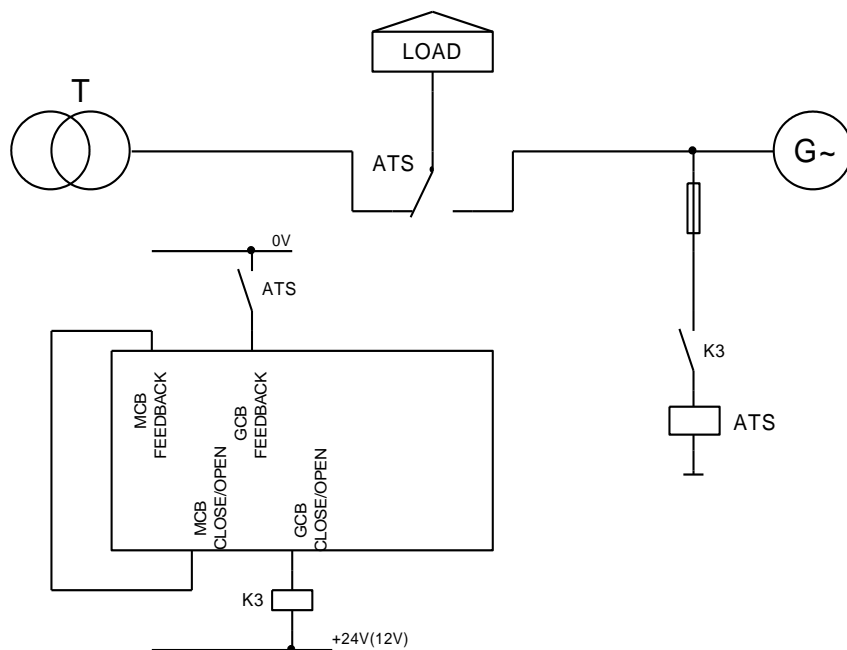 LOAD
T
ATS
G~
0V
ATS
K3
MCB
FEEDBACK
GCB
FEEDBACK
ATS
MCB
CLOSE/OPEN
GCB
CLOSE/OPEN
K3
+24V(12V)